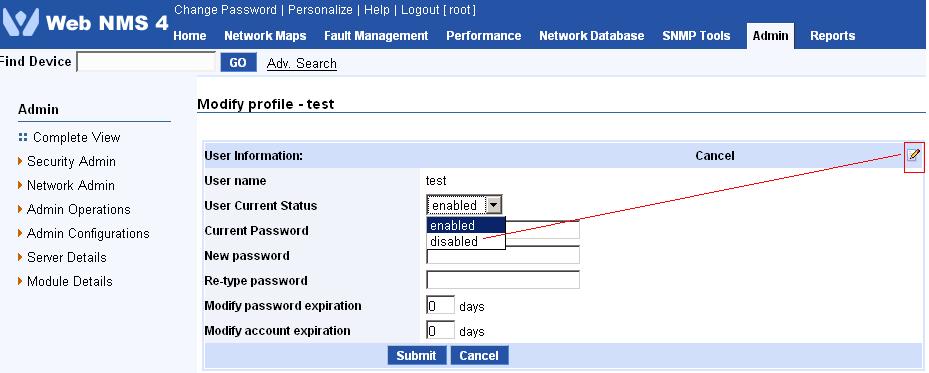 Change Password | Personalize | Help | Logout [ root ]
Web NMS 4
Home Network Maps Fault Management Performance Network Database SNMP Tools Admin Reports
Find Device GO Adv. Search
Admin
Complete View
Security Admin
Network Admin
Admin Operations
Admin Configurations
Server Details
Module Details
Modify profile - test
User Information: Cancel
User name test
User Current Status enabled
enabled
disabled
Current Password
New password
Re-type password
Modify password expiration 0 days
Modify account expiration 0 days
Submit Cancel